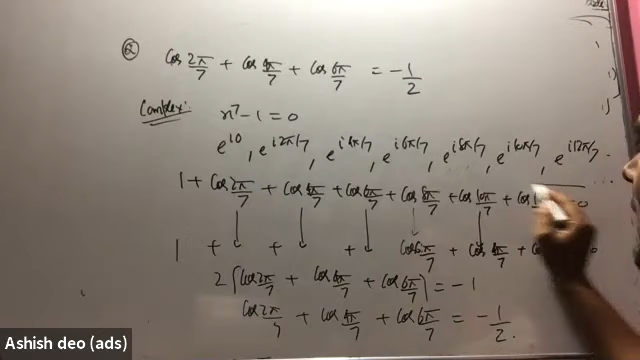 Q cos 2π/7 + cos 4π/7 + cos 6π/7 = -1/2
Complex: x⁷ - 1 = 0
e^{i0}, e^{i2π/7}, e^{i4π/7}, e^{i6π/7}, e^{i8π/7}, e^{i10π/7}, e^{i12π/7}
1 + cos 2π/7 + cos 4π/7 + cos 6π/7 + cos 8π/7 + cos 10π/7 + cos = 0
1 + ↓ + ↓ + ↓ cos 6π/7 + cos 4π/7 + 0
2 [cos 2π/7 + cos 4π/7 + cos 6π/7] = -1
cos 2π/7 + cos 4π/7 + cos 6π/7 = -1/2.
Ashish deo (ads)